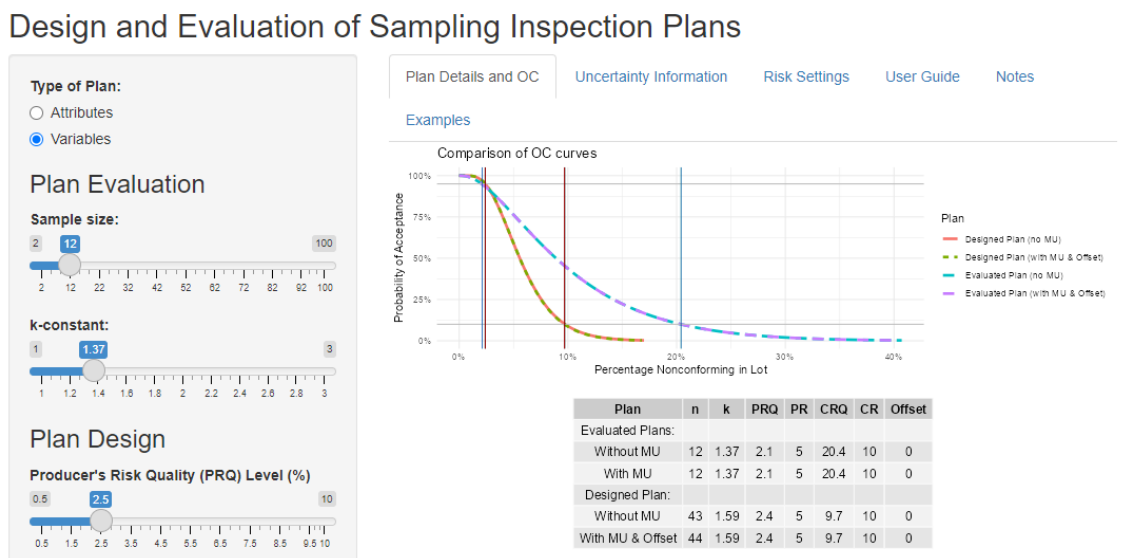 Design and Evaluation of Sampling Inspection Plans
Type of Plan:
Attributes
Variables
Plan Evaluation
Sample size:
2 12 100
2 12 22 32 42 52 62 72 82 92 100
k-constant:
1 1.37 3
1 1.2 1.4 1.6 1.8 2 2.2 2.4 2.6 2.8 3
Plan Design
Producer's Risk Quality (PRQ) Level (%)
0.5 2.5 10
0.5 1.5 2.5 3.5 4.5 5.5 6.5 7.5 8.5 9.5 10
Plan Details and OC Uncertainty Information Risk Settings User Guide Notes
Examples
Comparison of OC curves
Probability of Acceptance
100%
75%
50%
25%
0%
0% 10% 20% 30% 40%
Percentage Nonconforming in Lot
Plan
Designed Plan (no MU)
Designed Plan (with MU & Offset)
Evaluated Plan (no MU)
Evaluated Plan (with MU & Offset)
Plan n k PRQ PR CRQ CR Offset
Evaluated Plans:
Without MU 12 1.37 2.1 5 20.4 10 0
With MU 12 1.37 2.1 5 20.4 10 0
Designed Plan:
Without MU 43 1.59 2.4 5 9.7 10 0
With MU & Offset 44 1.59 2.4 5 9.7 10 0